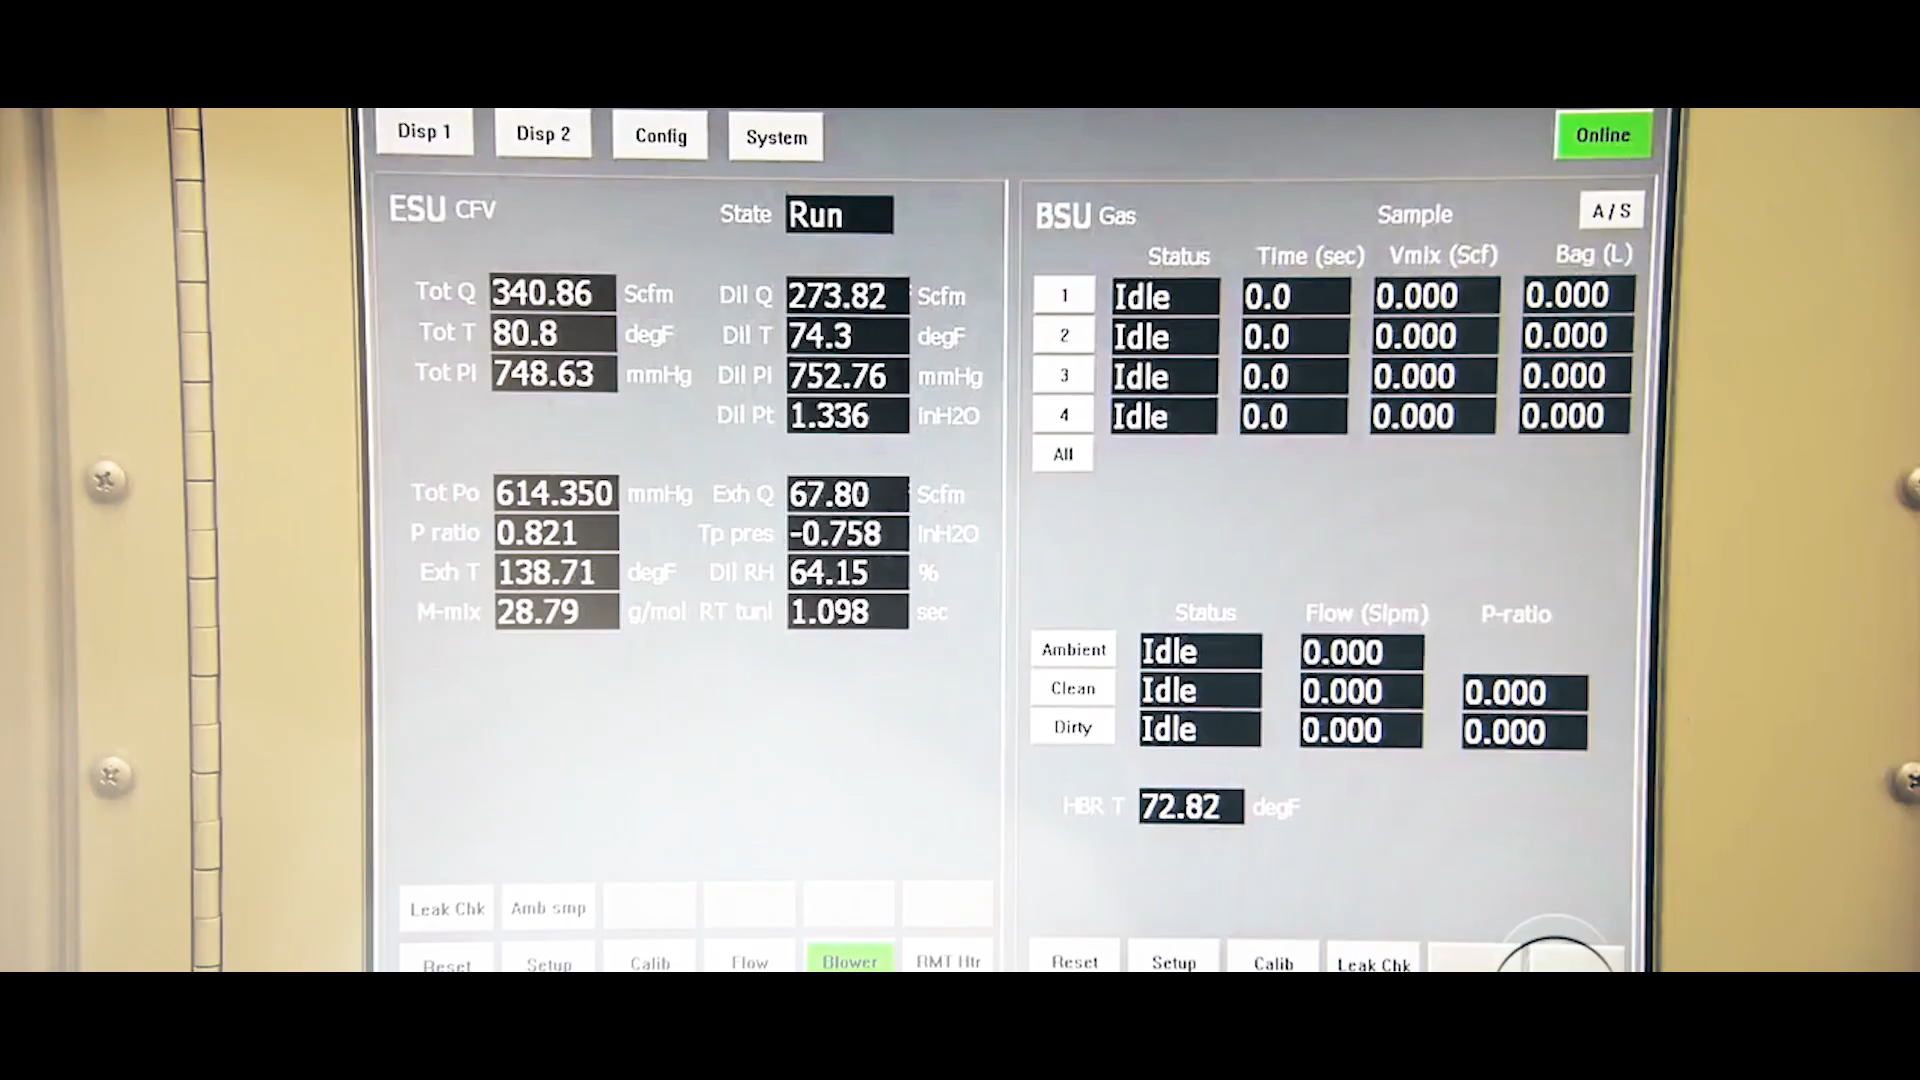 Disp 1 Disp 2 Config System Online
ESU CFV State Run
Tot Q 340.86 Scfm Dil Q 273.82 Scfm
Tot T 80.8 degF Dil T 74.3 degF
Tot Pi 748.63 mmHg Dil Pi 752.76 mmHg
Dil Pt 1.336 inH2O
Tot Po 614.350 mmHg Exh Q 67.80 Scfm
P ratio 0.821 Tp pres -0.758 inH2O
Exh T 138.71 degF Dil RH 64.15 %
M-mix 28.79 g/mol RT tunl 1.098 sec
Leak Chk Amb smp
Reset Setup Calib Flow Blower RMT Htr
BSU Gas Sample A/S
Status Time (sec) Vmix (Scf) Bag (L)
1 Idle 0.0 0.000 0.000
2 Idle 0.0 0.000 0.000
3 Idle 0.0 0.000 0.000
4 Idle 0.0 0.000 0.000
All
Status Flow (Slpm) P-ratio
Ambient Idle 0.000
Clean Idle 0.000 0.000
Dirty Idle 0.000 0.000
HBR T 72.82 degF
Reset Setup Calib Leak Chk